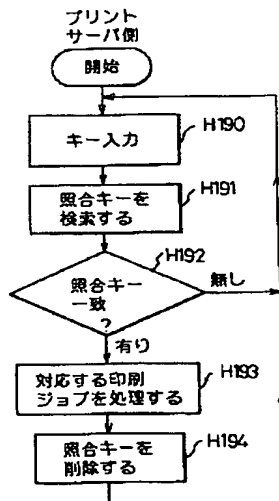 プリント
サーバ側
開始
キー入力
H190
照合キーを
検索する
H191
H192
照合キー
一致
?
無し
有り
対応する印刷
ジョブを処理する
H193
照合キーを
削除する
H194